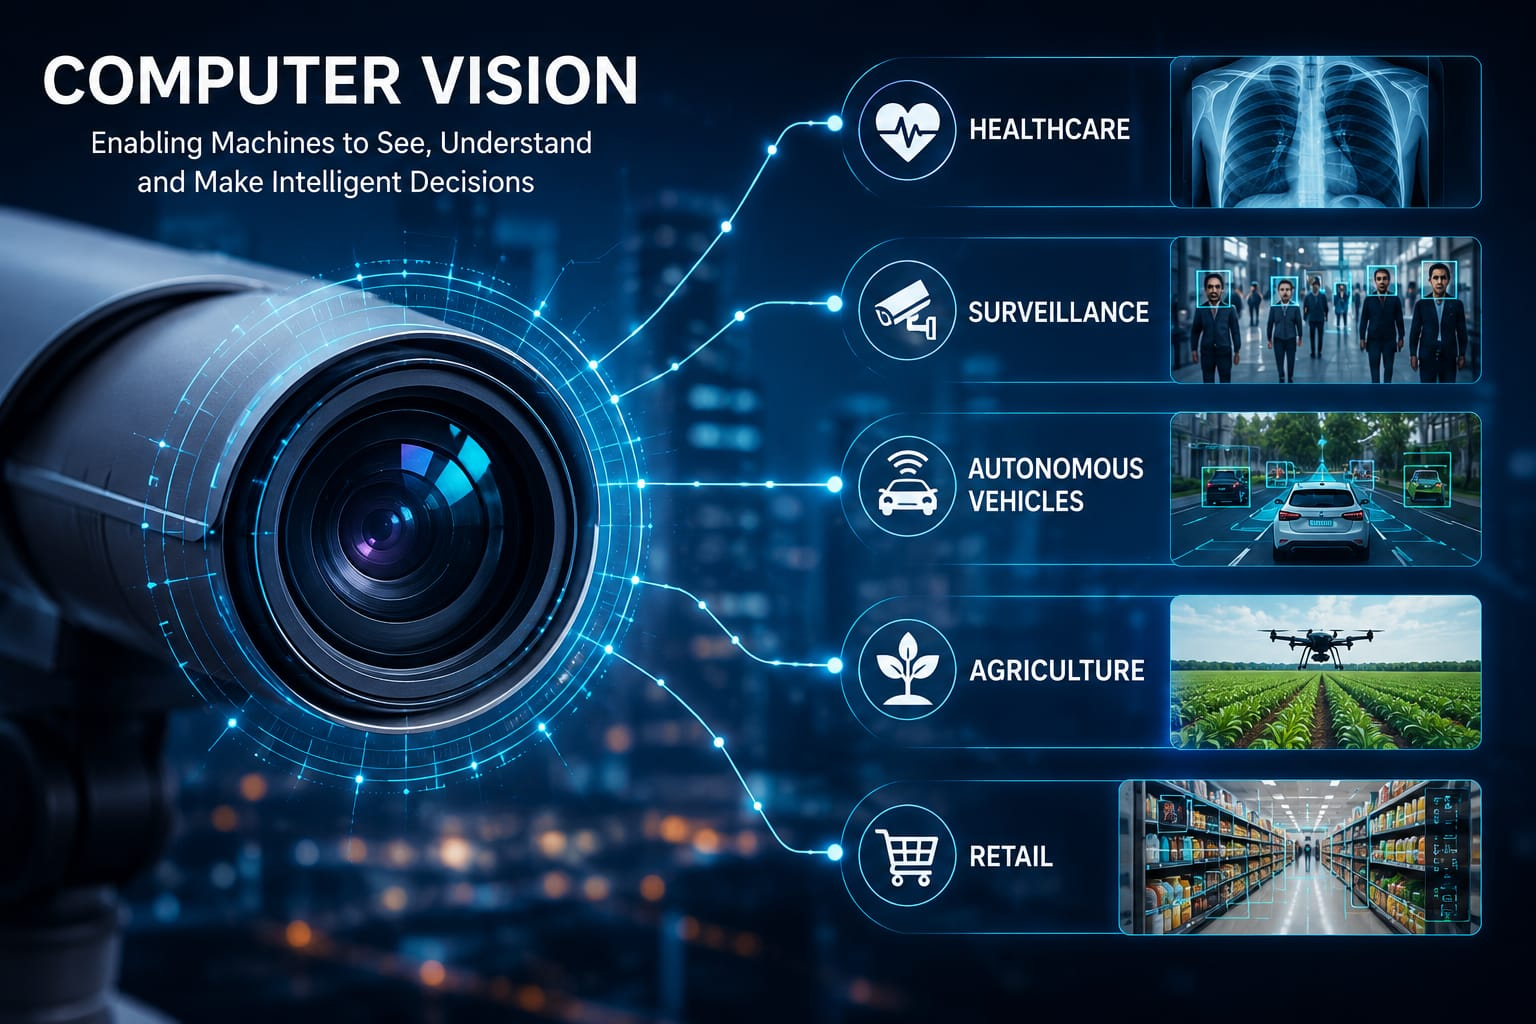 COMPUTER VISION
Enabling Machines to See, Understand
and Make Intelligent Decisions
HEALTHCARE
SURVEILLANCE
AUTONOMOUS
VEHICLES
AGRICULTURE
RETAIL